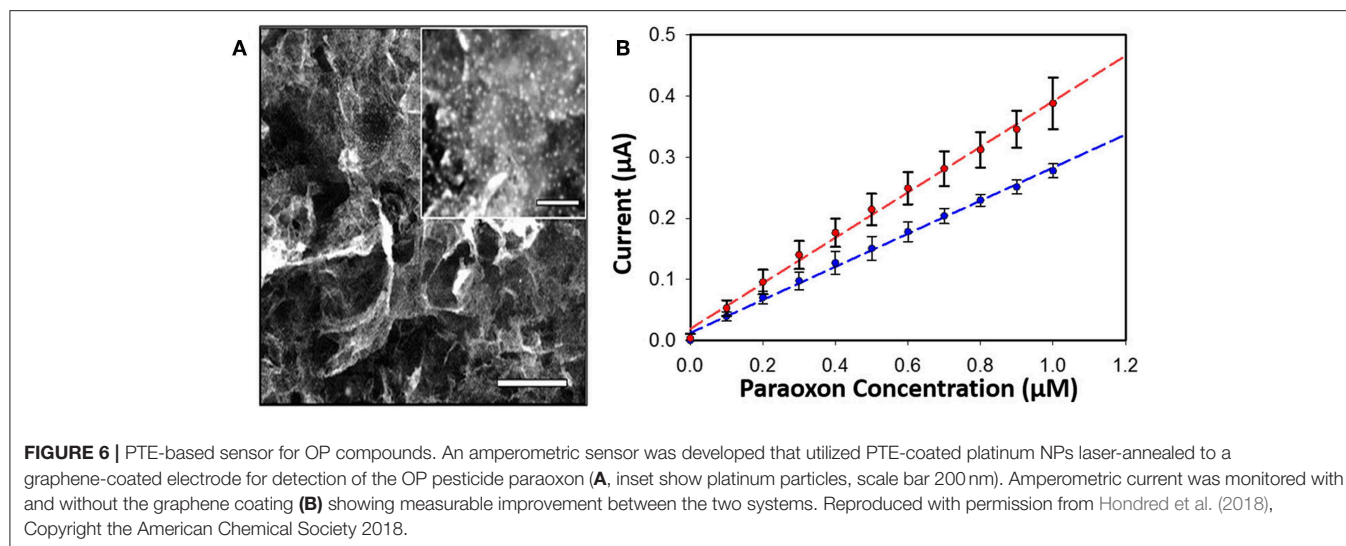 A
B
0.5
0.4
0.3
0.2
0.1
0.0
Current (µA)
0.0 0.2 0.4 0.6 0.8 1.0 1.2
Paraoxon Concentration (µM)
FIGURE 6 | PTE-based sensor for OP compounds. An amperometric sensor was developed that utilized PTE-coated platinum NPs laser-annealed to a
graphene-coated electrode for detection of the OP pesticide paraoxon (A, inset show platinum particles, scale bar 200 nm). Amperometric current was monitored with
and without the graphene coating (B) showing measurable improvement between the two systems. Reproduced with permission from Hondred et al. (2018),
Copyright the American Chemical Society 2018.